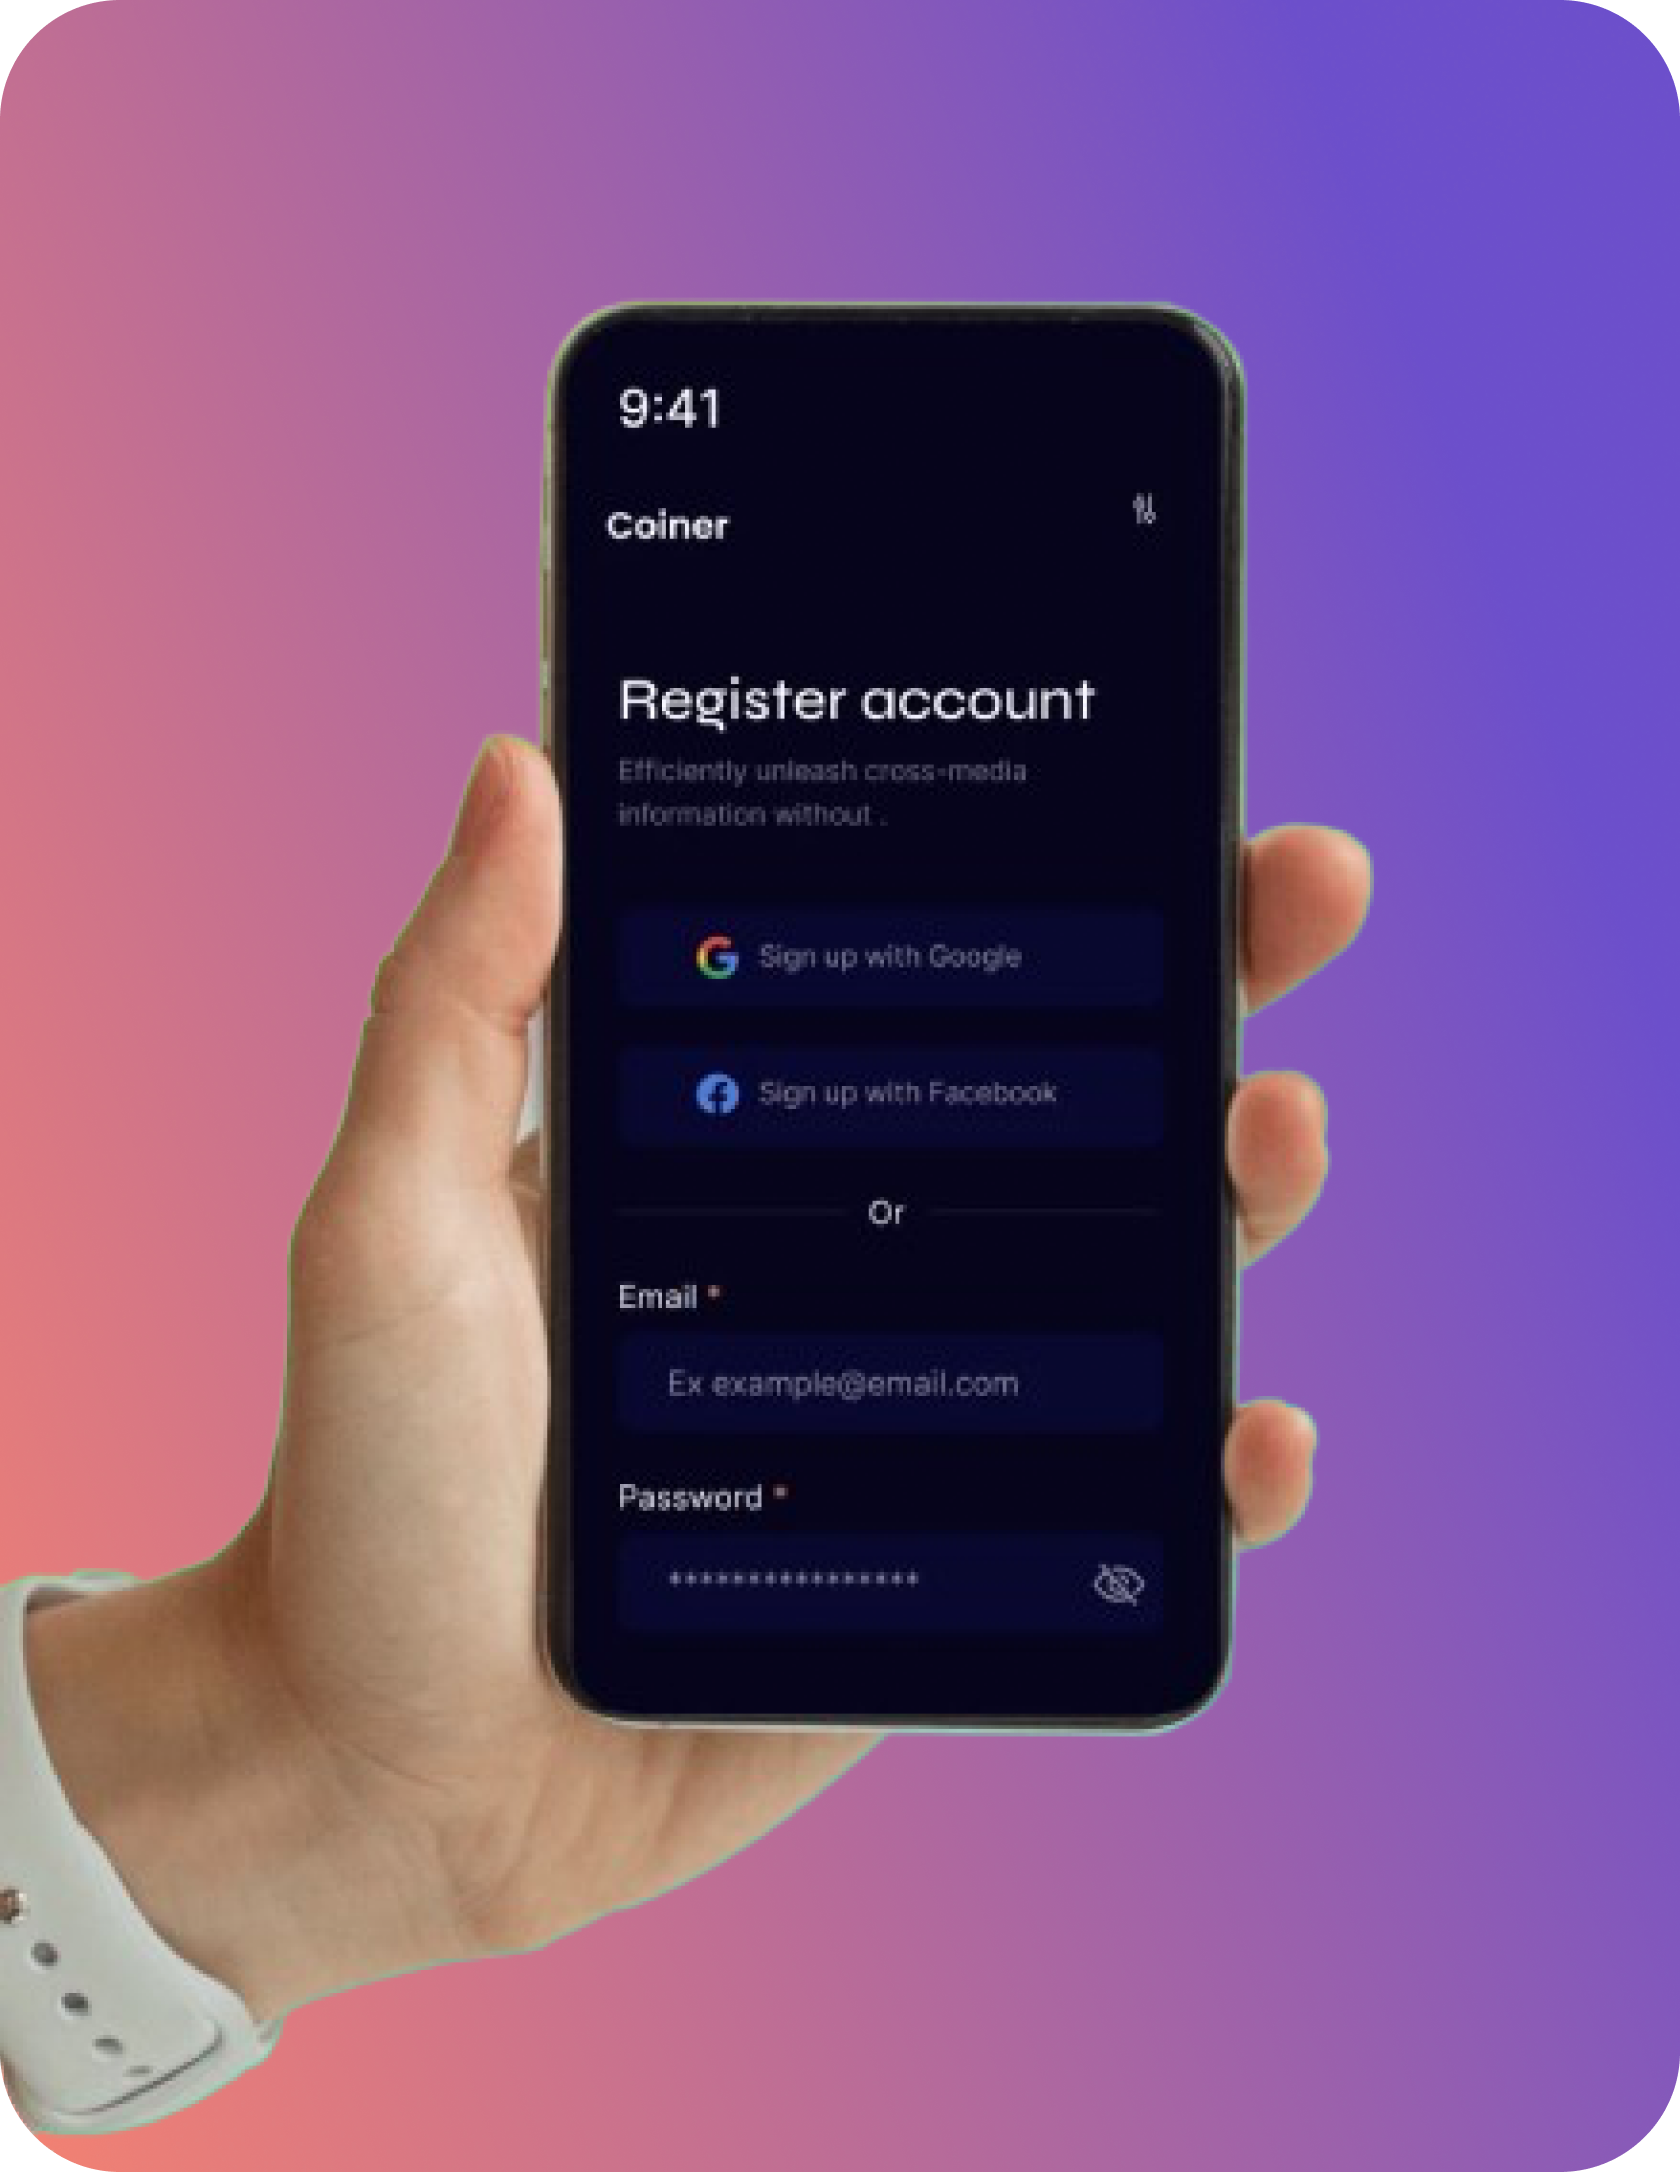 9:41
Coiner
Register account
Efficiently unleash cross-media
information without .
Sign up with Google
Sign up with Facebook
Or
Email *
Ex example@email.com
Password *
****************